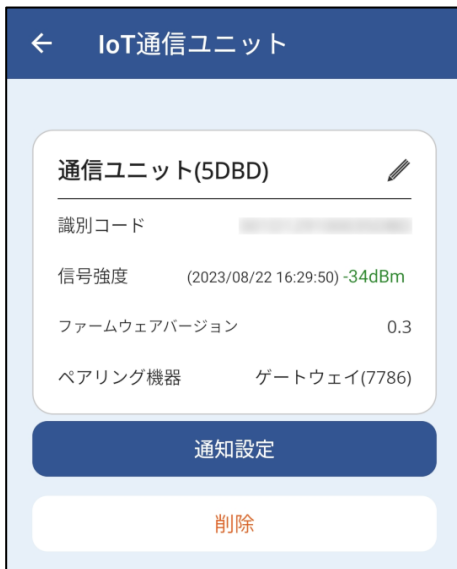 IoT通信ユニット
通信ユニット(5DBD)
識別コード
信号強度 (2023/08/22 16:29:50) -34dBm
ファームウェアバージョン 0.3
ペアリング機器 ゲートウェイ(7786)
通知設定
削除